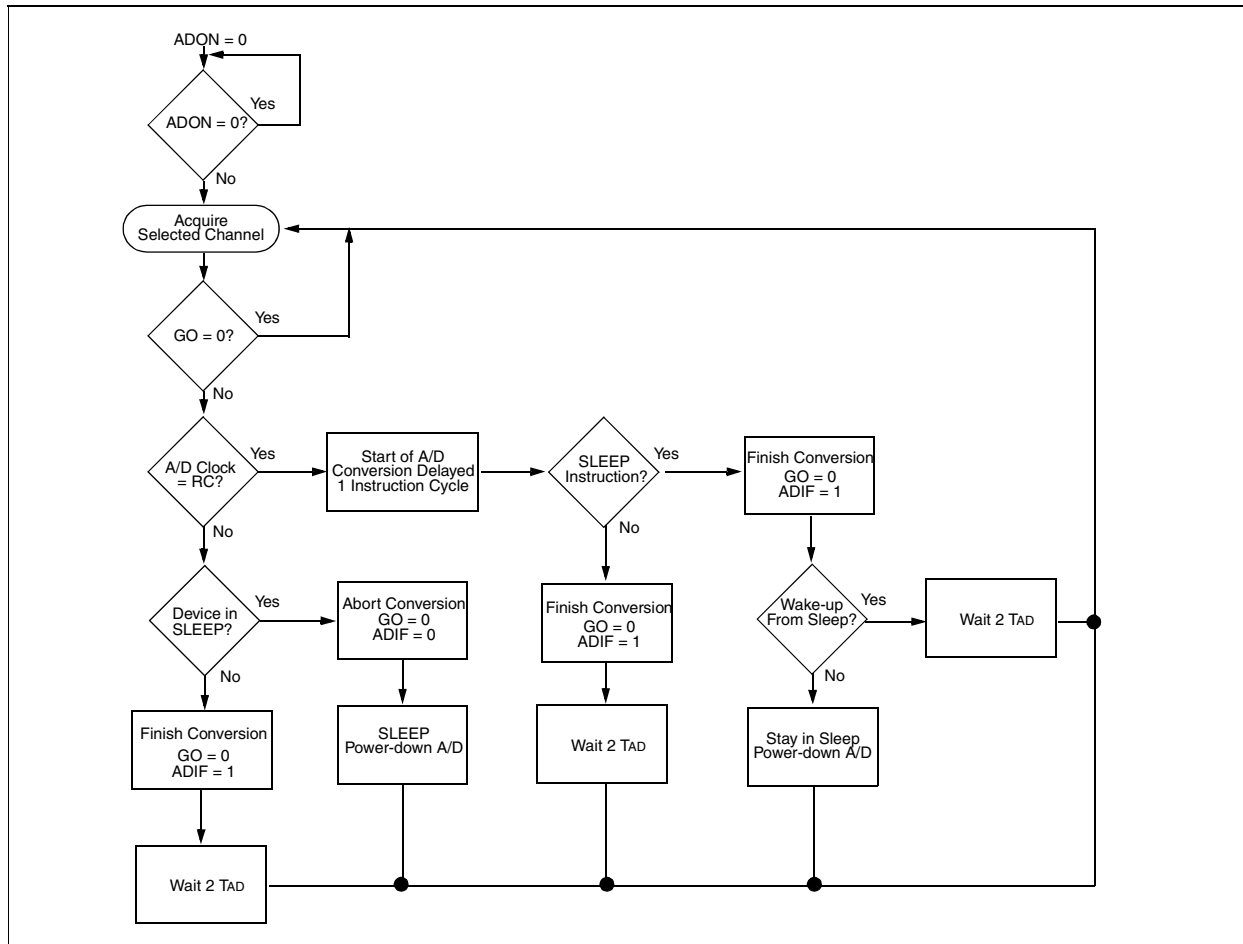 ADON = 0
Yes
ADON = 0?
No
Acquire
Selected Channel
Yes
GO = 0?
No
A/D Clock
= RC?
Yes
Start of A/D
Conversion Delayed
1 Instruction Cycle
SLEEP
Instruction?
Yes
Finish Conversion
GO = 0
ADIF = 1
No
No
Device in
SLEEP?
Yes
Abort Conversion
GO = 0
ADIF = 0
Finish Conversion
GO = 0
ADIF = 1
Wake-up
From Sleep?
Yes
Wait 2 TAD
No
No
Finish Conversion
GO = 0
ADIF = 1
SLEEP
Power-down A/D
Wait 2 TAD
Stay in Sleep
Power-down A/D
Wait 2 TAD